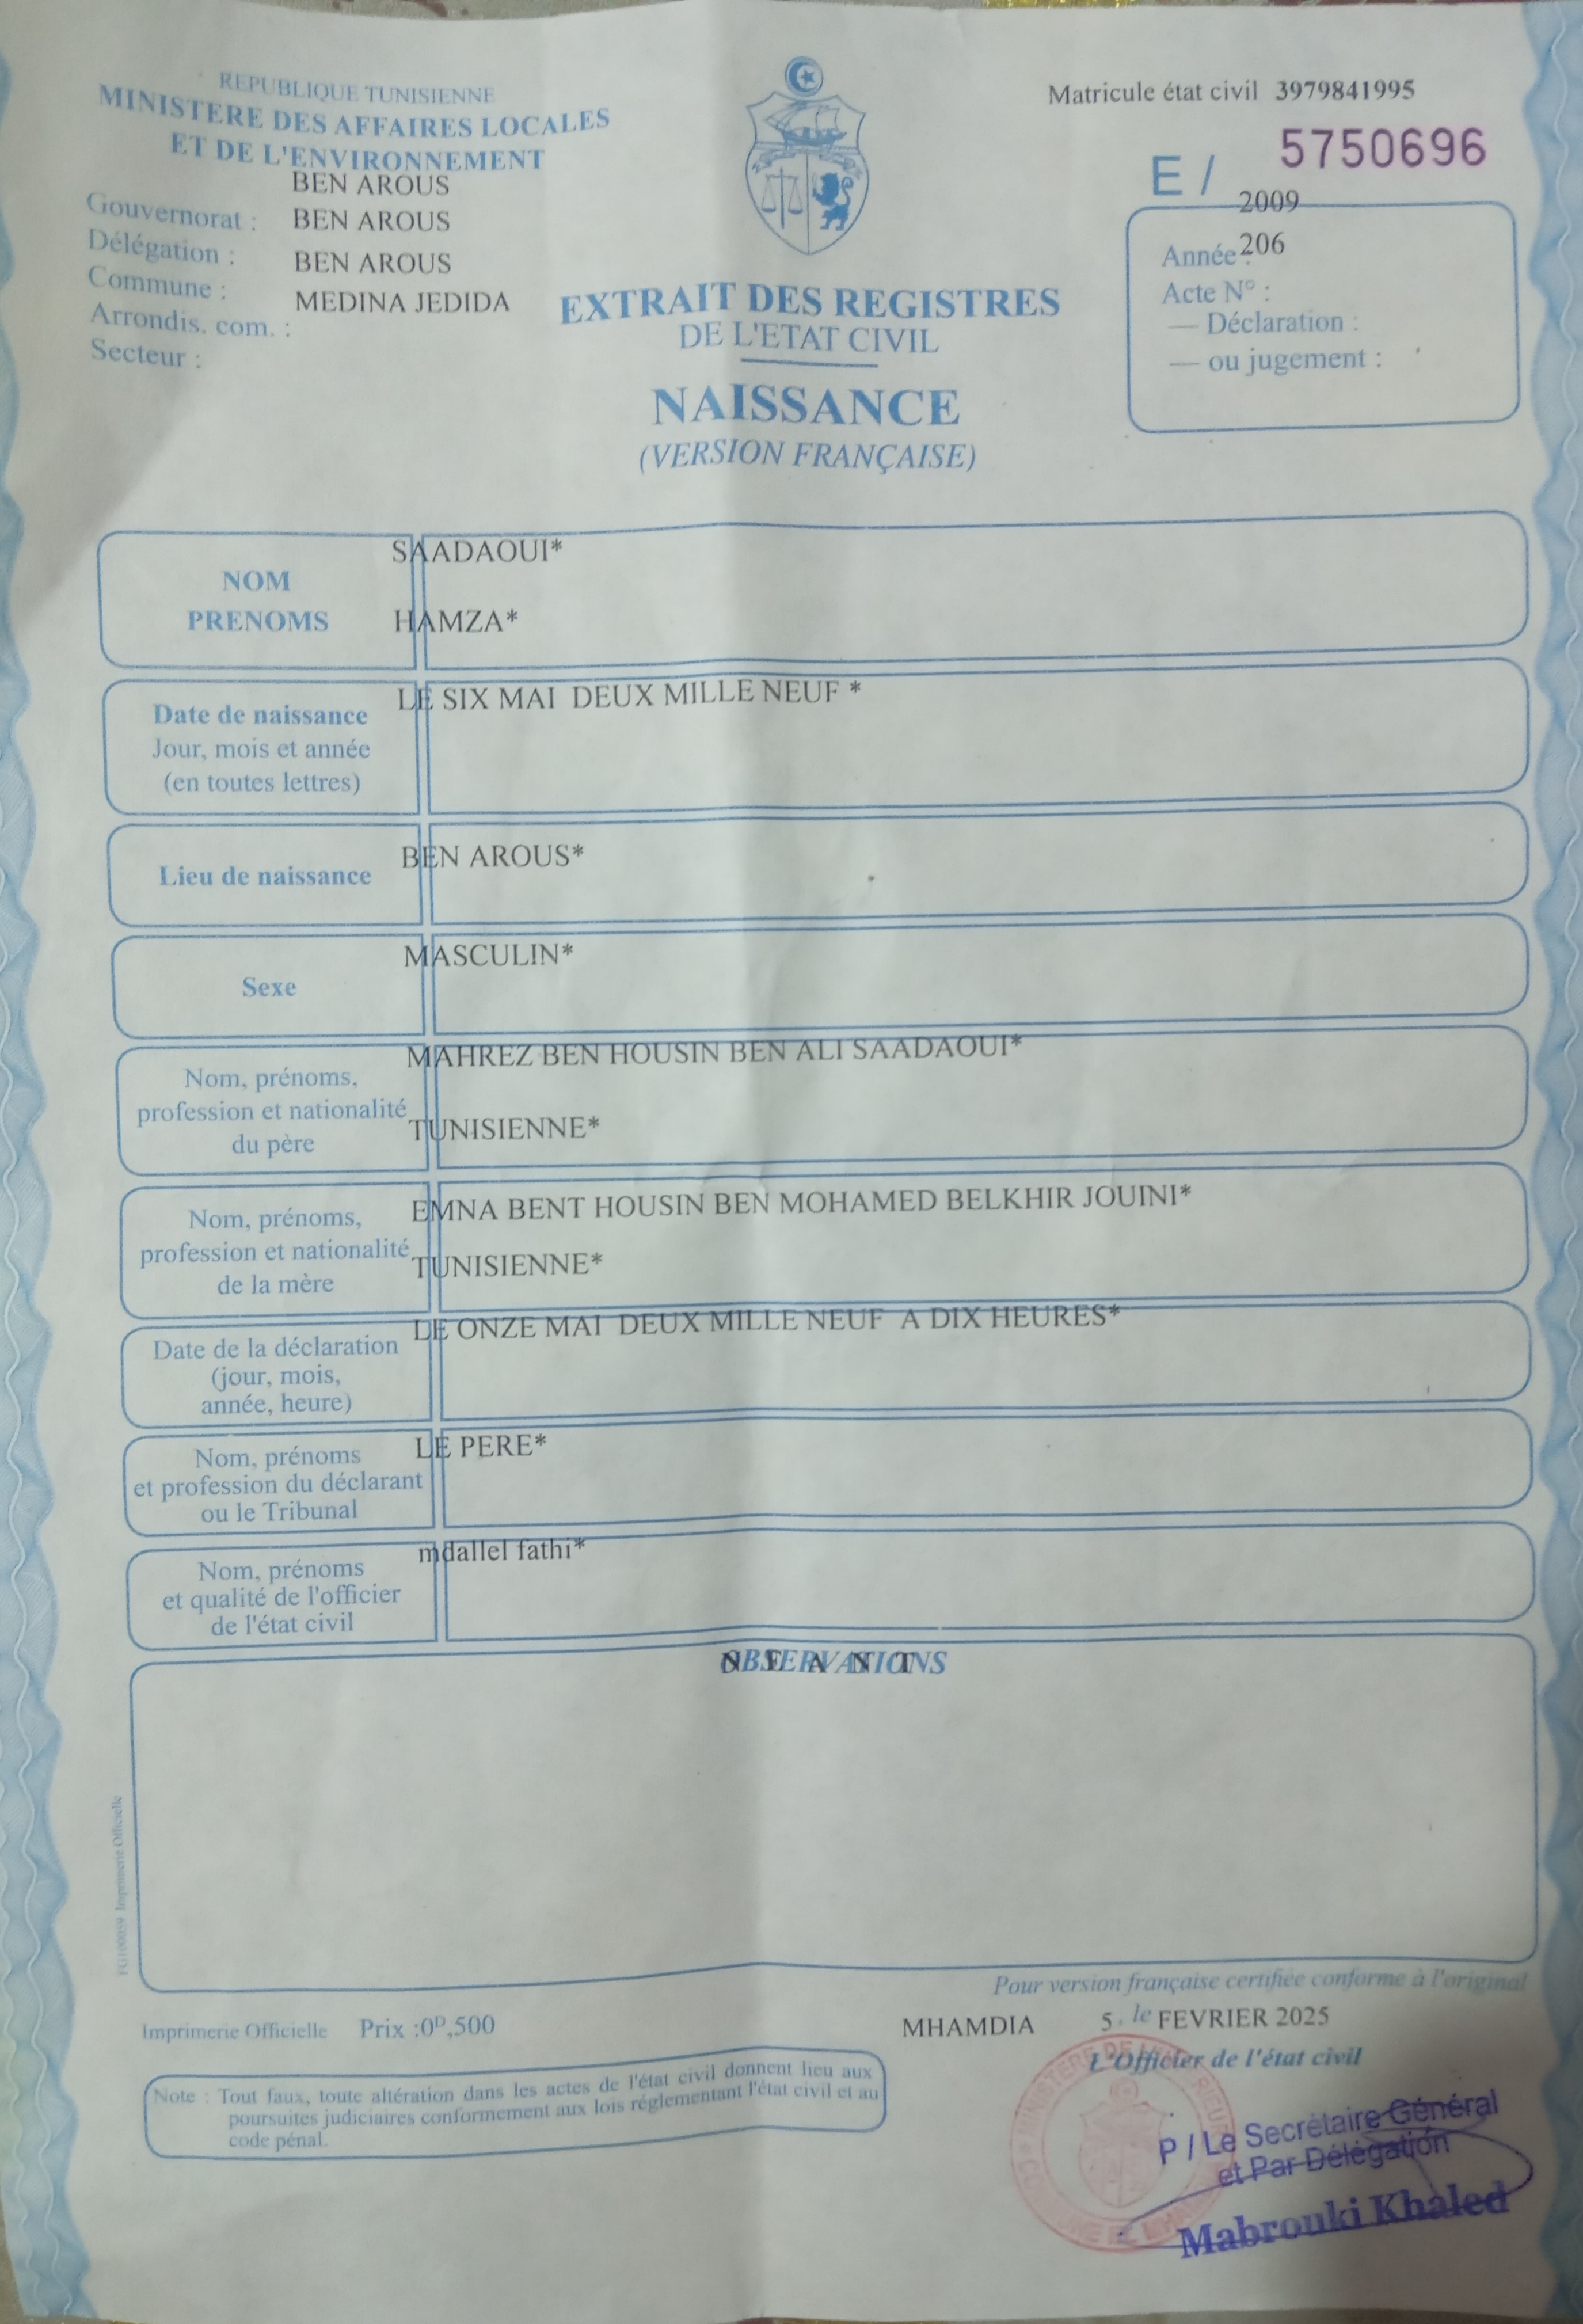 REPUBLIQUE TUNISIENNE
MINISTERE DES AFFAIRES LOCALES
ET DE L'ENVIRONNEMENT
BEN AROUS
Gouvernorat : BEN AROUS
Délégation : BEN AROUS
Commune : MEDINA JEDIDA
Arrondis. com. :
Secteur :
Matricule état civil 3979841995
E / 5750696
2009
Année : 206
Acte N° :
— Déclaration :
— ou jugement :
EXTRAIT DES REGISTRES
DE L'ETAT CIVIL
NAISSANCE
(VERSION FRANÇAISE)
SAADAOUI*
NOM
PRENOMS HAMZA*
LE SIX MAI DEUX MILLE NEUF *
Date de naissance
Jour, mois et année
(en toutes lettres)
BEN AROUS*
Lieu de naissance
MASCULIN*
Sexe
MAHREZ BEN HOUSIN BEN ALI SAADAOUI*
Nom, prénoms,
profession et nationalité
du père
TUNISIENNE*
EMNA BENT HOUSIN BEN MOHAMED BELKHIR JOUINI*
Nom, prénoms,
profession et nationalité
de la mère
TUNISIENNE*
LE ONZE MAI DEUX MILLE NEUF A DIX HEURES*
Date de la déclaration
(jour, mois,
année, heure)
LE PERE*
Nom, prénoms
et profession du déclarant
ou le Tribunal
mdallel fathi*
Nom, prénoms
et qualité de l'officier
de l'état civil
OBSERVATIONS
N E A N T
Pour version française certifiée conforme à l'original
Imprimerie Officielle Prix :0D,500
MHAMDIA 5 . le FEVRIER 2025
L'Officier de l'état civil
Note : Tout faux, toute altération dans les actes de l'état civil donnent lieu aux
poursuites judiciaires conformement aux lois réglementant l'état civil et au
code pénal.
P / Le Secrétaire Général
et Par Délégation
Mabrouki Khaled